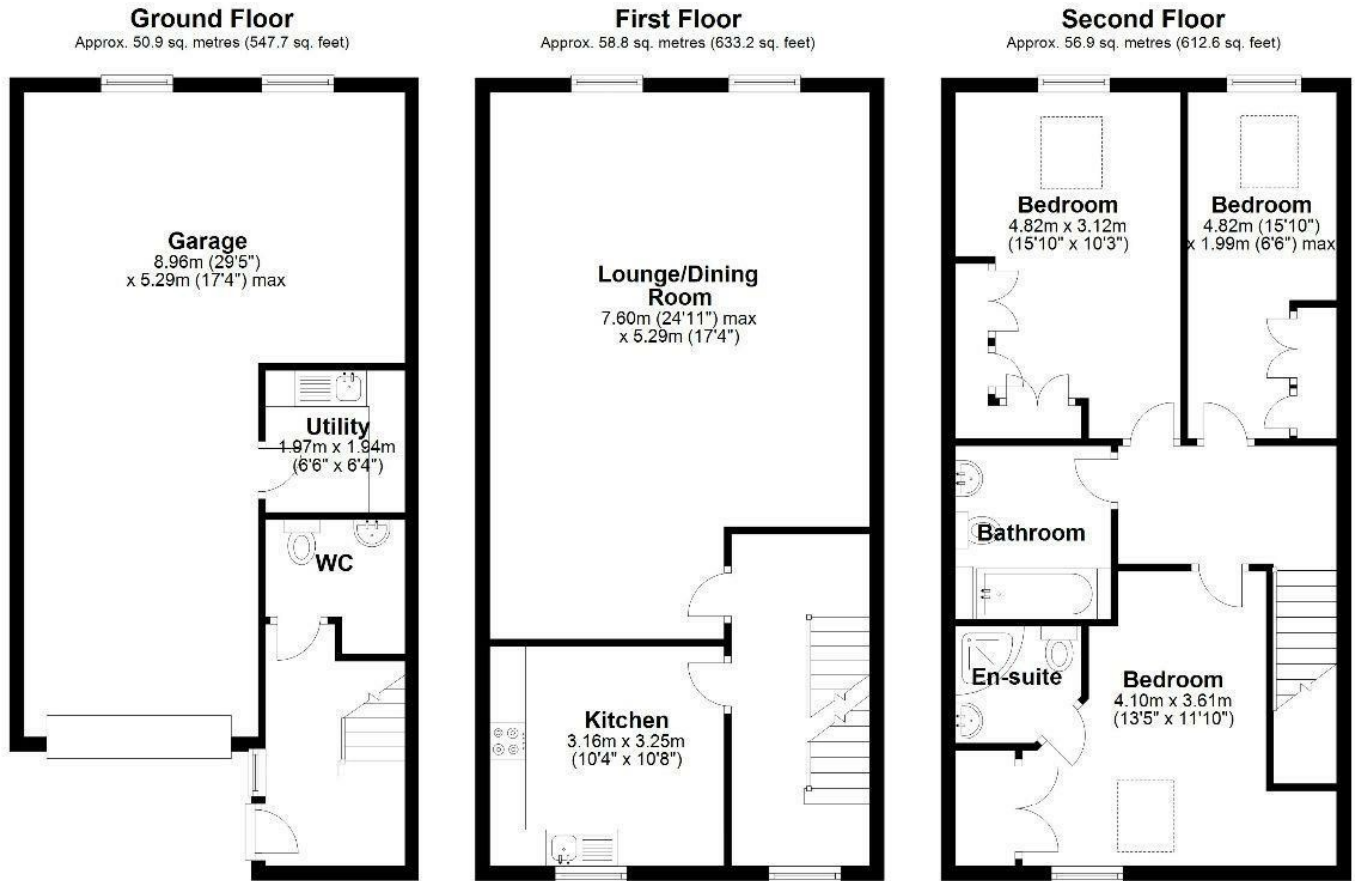 Ground Floor
Approx. 50.9 sq. metres (547.7 sq. feet)
Garage
8.96m (29'5")
x 5.29m (17'4") max
Utility
1.97m x 1.94m
(6'6" x 6'4")
WC
First Floor
Approx. 58.8 sq. metres (633.2 sq. feet)
Lounge/Dining
Room
7.60m (24'11") max
x 5.29m (17'4")
Kitchen
3.16m x 3.25m
(10'4" x 10'8")
Second Floor
Approx. 56.9 sq. metres (612.6 sq. feet)
Bedroom
4.82m x 3.12m
(15'10" x 10'3")
Bedroom
4.82m (15'10")
x 1.99m (6'6") max
Bathroom
En-suite
Bedroom
4.10m x 3.61m
(13'5" x 11'10")